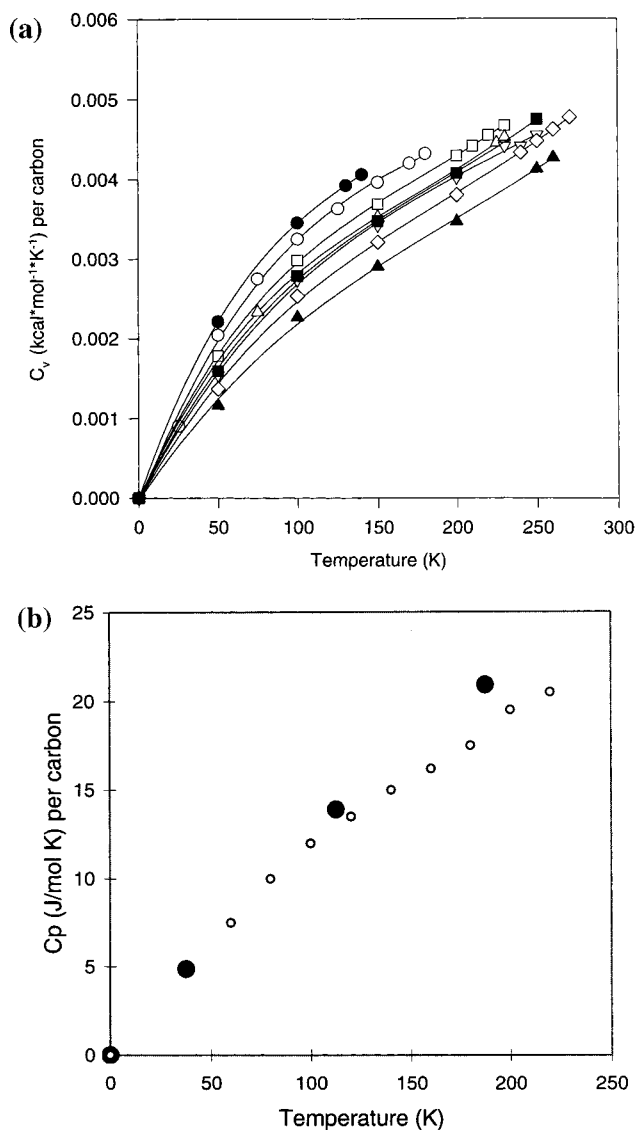 (a)
0.006
0.005
0.004
0.003
0.002
0.001
0.000
Cv (kcal*mol-1*K-1) per carbon
0 50 100 150 200 250 300
Temperature (K)
(b)
25
20
15
10
5
0
Cp (J/mol K) per carbon
0 50 100 150 200 250
Temperature (K)